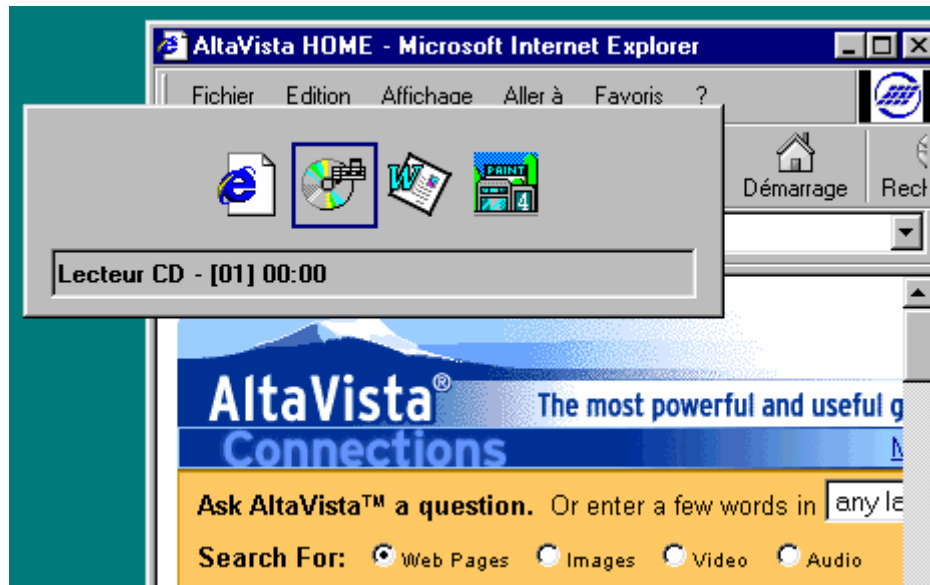 AltaVista HOME - Microsoft Internet Explorer
Fichier Edition Affichage Aller à Favoris ?
PAINT
4
Démarrage
Lecteur CD - [01] 00:00
AltaVista® The most powerful and useful
Connections
Ask AltaVista™ a question. Or enter a few words in any
Search For: Web Pages Images Video Audio